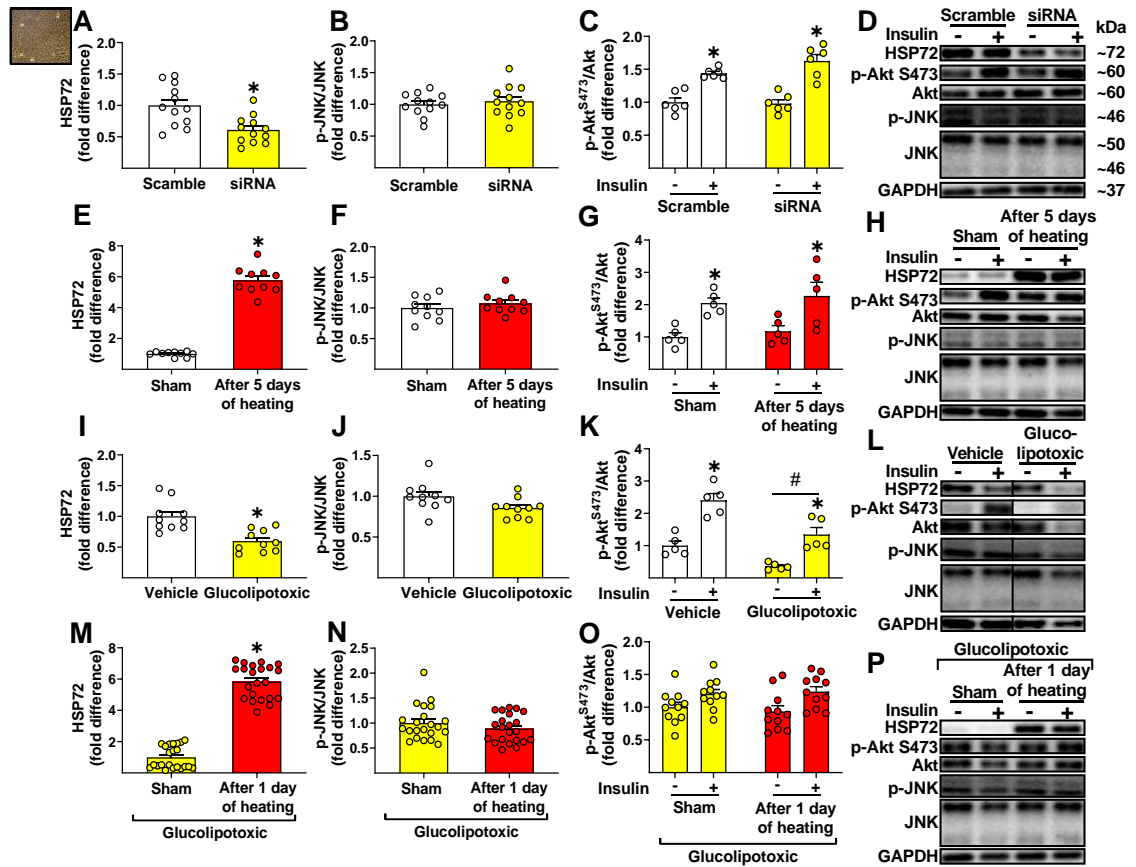 A
HSP72
(fold difference)
2.0
1.5
1.0
0.5
*
Scamble
siRNA
B
p-JNK/JNK
(fold difference)
2.0
1.5
1.0
0.5
Scramble
siRNA
C
p-AktS473/Akt
(fold difference)
2.0
1.5
1.0
0.5
*
*
Insulin - + - +
Scramble
siRNA
D
Scramble siRNA kDa
Insulin - + - +
HSP72 ~72
p-Akt S473 ~60
Akt ~60
p-JNK ~46
JNK ~50
~46
GAPDH ~37
E
HSP72
(fold difference)
8
6
4
2
*
Sham
After 5 days
of heating
F
p-JNK/JNK
(fold difference)
2.0
1.5
1.0
0.5
Sham
After 5 days
of heating
G
p-AktS473/Akt
(fold difference)
4
2
1
*
*
Insulin - + - +
Sham
After 5 days
of heating
H
After 5 days
Sham of heating
Insulin - + - +
HSP72
p-Akt S473
Akt
p-JNK
JNK
GAPDH
I
HSP72
(fold difference)
2.0
1.5
1.0
0.5
*
Vehicle
Glucolipotoxic
J
p-JNK/JNK
(fold difference)
1.5
1.0
0.5
Vehicle
Glucolipotoxic
K
p-AktS473/Akt
(fold difference)
4
2
1
*
#
*
Insulin - + - +
Vehicle
Glucolipotoxic
L
Gluco-
Vehicle lipotoxic
Insulin - + - +
HSP72
p-Akt S473
Akt
p-JNK
JNK
GAPDH
M
HSP72
(fold difference)
8
6
4
2
*
Sham
After 1 day
of heating
Glucolipotoxic
N
p-JNK/JNK
(fold difference)
2.5
2.0
1.5
1.0
0.5
Sham
After 1 day
of heating
Glucolipotoxic
O
p-AktS473/Akt
(fold difference)
2.0
1.5
1.0
0.5
Insulin - + - +
Sham
After 1 day
of heating
Glucolipotoxic
P
Glucolipotoxic
After 1 day
Sham of heating
Insulin - + - +
HSP72
p-Akt S473
Akt
p-JNK
JNK
GAPDH